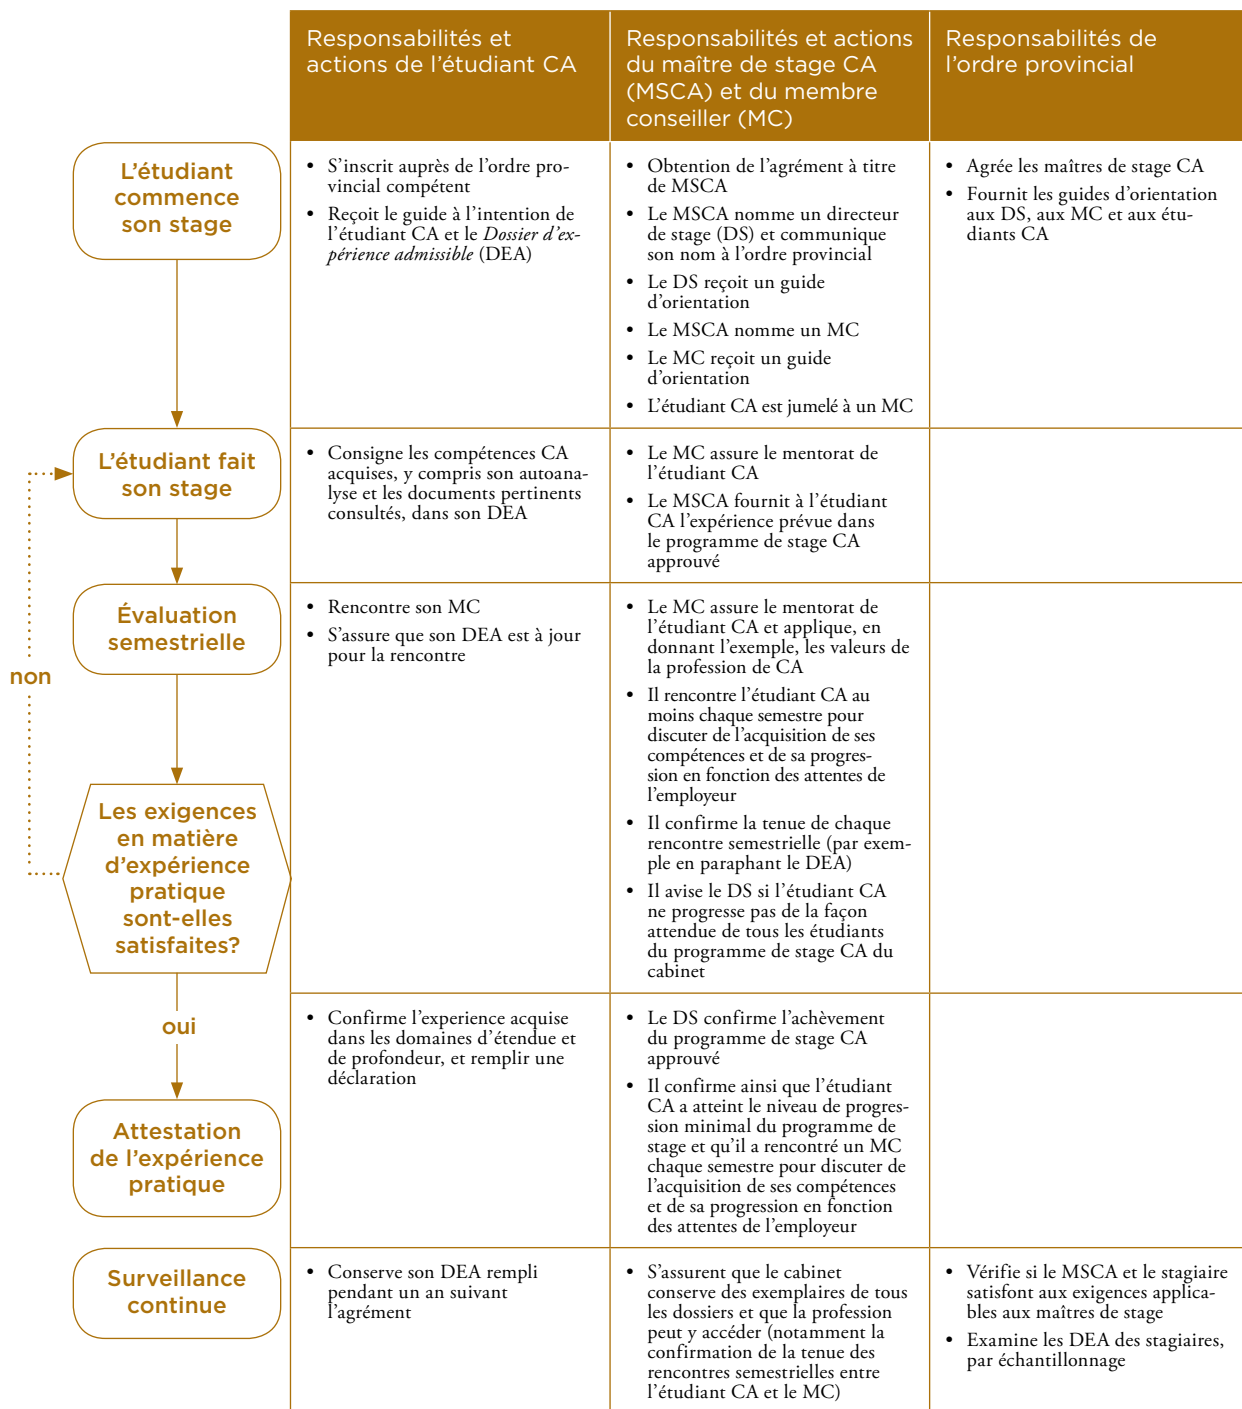 Responsabilités et
actions de l’étudiant CA
Responsabilités et actions
du maître de stage CA
(MSCA) et du membre
conseiller (MC)
Responsabilités de
l’ordre provincial
L’étudiant
commence
son stage
• S’inscrit auprès de l’ordre pro-
vincial compétent
• Reçoit le guide à l’intention de
l’étudiant CA et le Dossier d’ex-
périence admissible (DEA)
• Obtention de l’agrément à titre
de MSCA
• Le MSCA nomme un directeur
de stage (DS) et communique
son nom à l’ordre provincial
• Le DS reçoit un guide
d’orientation
• Le MSCA nomme un MC
• Le MC reçoit un guide
d’orientation
• L’étudiant CA est jumelé à un MC
• Agrée les maîtres de stage CA
• Fournit les guides d’orientation
aux DS, aux MC et aux étu-
diants CA
L’étudiant fait
son stage
• Consigne les compétences CA
acquises, y compris son autoana-
lyse et les documents pertinents
consultés, dans son DEA
• Le MC assure le mentorat de
l’étudiant CA
• Le MSCA fournit à l’étudiant
CA l’expérience prévue dans
le programme de stage CA
approuvé
Évaluation
semestrielle
• Rencontre son MC
• S’assure que son DEA est à jour
pour la rencontre
• Le MC assure le mentorat de
l’étudiant CA et applique, en
donnant l’exemple, les valeurs de
la profession de CA
• Il rencontre l’étudiant CA au
moins chaque semestre pour
discuter de l’acquisition de ses
compétences et de sa progres-
sion en fonction des attentes de
l’employeur
• Il confirme la tenue de chaque
rencontre semestrielle (par exem-
ple en paraphant le DEA)
• Il avise le DS si l’étudiant CA
ne progresse pas de la façon
attendue de tous les étudiants
du programme de stage CA du
cabinet
non
Les exigences
en matière
d’expérience
pratique
sont-elles
satisfaites?
oui
Attestation
de l’expérience
pratique
• Confirme l’experience acquise
dans les domaines d’étendue et
de profondeur, et remplir une
déclaration
• Le DS confirme l’achèvement
du programme de stage CA
approuvé
• Il confirme ainsi que l’étudiant
CA a atteint le niveau de progres-
sion minimal du programme de
stage et qu’il a rencontré un MC
chaque semestre pour discuter de
l’acquisition de ses compétences
et de sa progression en fonction
des attentes de l’employeur
Surveillance
continue
• Conserve son DEA rempli
pendant un an suivant
l’agrément
• S’assurent que le cabinet
conserve des exemplaires de tous
les dossiers et que la profession
peut y accéder (notamment la
confirmation de la tenue des
rencontres semestrielles entre
l’étudiant CA et le MC)
• Vérifie si le MSCA et le stagiaire
satisfont aux exigences applica-
bles aux maîtres de stage
• Examine les DEA des stagiaires,
par échantillonnage